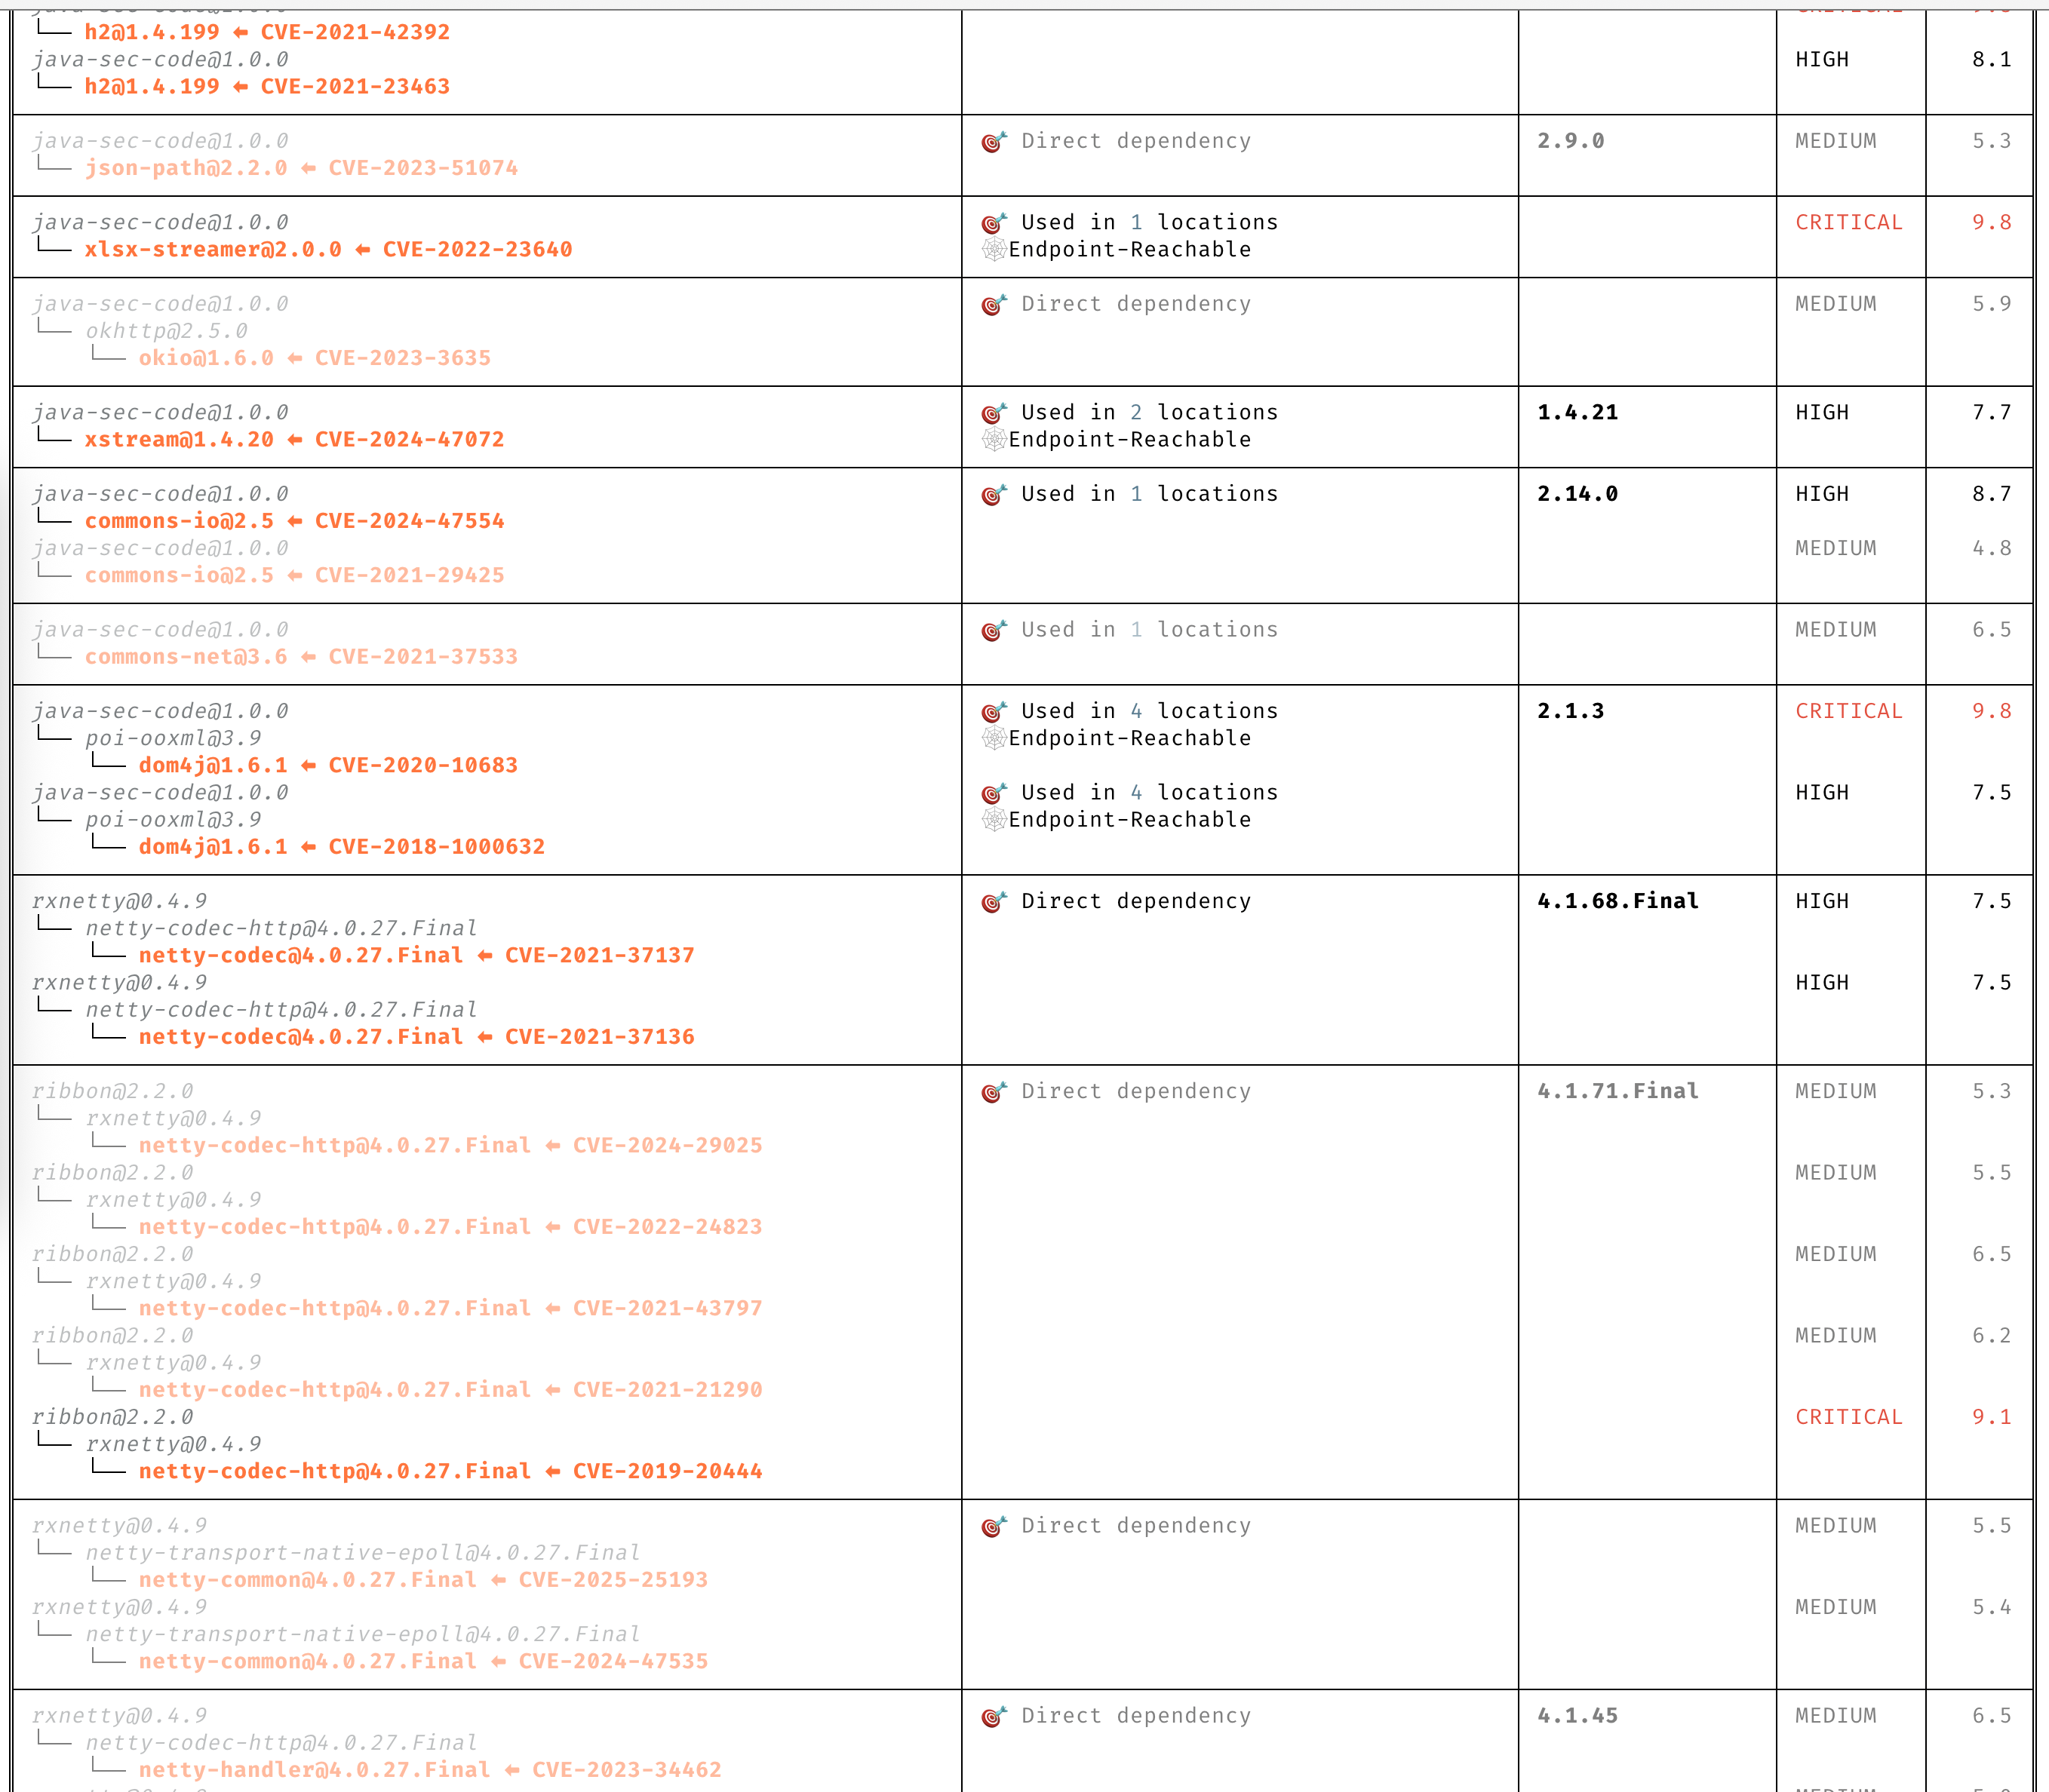 └── h2@1.4.199 ⬅ CVE-2021-42392
java-sec-code@1.0.0 HIGH 8.1
└── h2@1.4.199 ⬅ CVE-2021-23463
java-sec-code@1.0.0 🎯 Direct dependency 2.9.0 MEDIUM 5.3
└── json-path@2.2.0 ⬅ CVE-2023-51074
java-sec-code@1.0.0 🎯 Used in 1 locations CRITICAL 9.8
└── xlsx-streamer@2.0.0 ⬅ CVE-2022-23640 🕸Endpoint-Reachable
java-sec-code@1.0.0 🎯 Direct dependency MEDIUM 5.9
└── okhttp@2.5.0
└── okio@1.6.0 ⬅ CVE-2023-3635
java-sec-code@1.0.0 🎯 Used in 2 locations 1.4.21 HIGH 7.7
└── xstream@1.4.20 ⬅ CVE-2024-47072 🕸Endpoint-Reachable
java-sec-code@1.0.0 🎯 Used in 1 locations 2.14.0 HIGH 8.7
└── commons-io@2.5 ⬅ CVE-2024-47554
java-sec-code@1.0.0 MEDIUM 4.8
└── commons-io@2.5 ⬅ CVE-2021-29425
java-sec-code@1.0.0 🎯 Used in 1 locations MEDIUM 6.5
└── commons-net@3.6 ⬅ CVE-2021-37533
java-sec-code@1.0.0 🎯 Used in 4 locations 2.1.3 CRITICAL 9.8
└── poi-ooxml@3.9 🕸Endpoint-Reachable
└── dom4j@1.6.1 ⬅ CVE-2020-10683
java-sec-code@1.0.0 🎯 Used in 4 locations HIGH 7.5
└── poi-ooxml@3.9 🕸Endpoint-Reachable
└── dom4j@1.6.1 ⬅ CVE-2018-1000632
rxnetty@0.4.9 🎯 Direct dependency 4.1.68.Final HIGH 7.5
└── netty-codec-http@4.0.27.Final
└── netty-codec@4.0.27.Final ⬅ CVE-2021-37137
rxnetty@0.4.9 HIGH 7.5
└── netty-codec-http@4.0.27.Final
└── netty-codec@4.0.27.Final ⬅ CVE-2021-37136
ribbon@2.2.0 🎯 Direct dependency 4.1.71.Final MEDIUM 5.3
└── rxnetty@0.4.9
└── netty-codec-http@4.0.27.Final ⬅ CVE-2024-29025
ribbon@2.2.0 MEDIUM 5.5
└── rxnetty@0.4.9
└── netty-codec-http@4.0.27.Final ⬅ CVE-2022-24823
ribbon@2.2.0 MEDIUM 6.5
└── rxnetty@0.4.9
└── netty-codec-http@4.0.27.Final ⬅ CVE-2021-43797
ribbon@2.2.0 MEDIUM 6.2
└── rxnetty@0.4.9
└── netty-codec-http@4.0.27.Final ⬅ CVE-2021-21290
ribbon@2.2.0 CRITICAL 9.1
└── rxnetty@0.4.9
└── netty-codec-http@4.0.27.Final ⬅ CVE-2019-20444
rxnetty@0.4.9 🎯 Direct dependency MEDIUM 5.5
└── netty-transport-native-epoll@4.0.27.Final
└── netty-common@4.0.27.Final ⬅ CVE-2025-25193
rxnetty@0.4.9 MEDIUM 5.4
└── netty-transport-native-epoll@4.0.27.Final
└── netty-common@4.0.27.Final ⬅ CVE-2024-47535
rxnetty@0.4.9 🎯 Direct dependency 4.1.45 MEDIUM 6.5
└── netty-codec-http@4.0.27.Final
└── netty-handler@4.0.27.Final ⬅ CVE-2023-34462